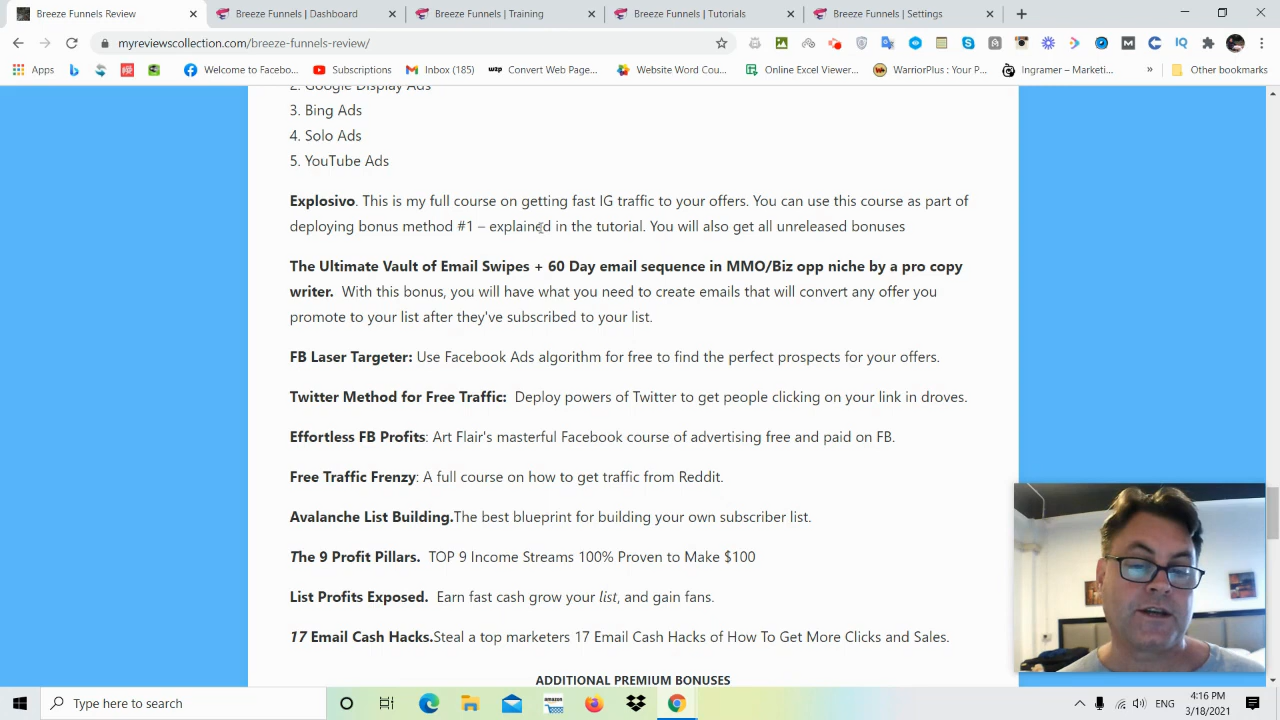 Breeze Funnels Review
Breeze Funnels | Dashboard
Breeze Funnels | Training
Breeze Funnels | Tutorials
Breeze Funnels | Settings
myreviewscollection.com/breeze-funnels-review/
Apps
Welcome to Facebo...
Subscriptions
Inbox (185)
Convert Web Page...
Website Word Cou...
Online Excel Viewer...
WarriorPlus : Your P...
Ingramer – Marketi...
Other bookmarks
2. Google Display Ads
3. Bing Ads
4. Solo Ads
5. YouTube Ads
Explosivo. This is my full course on getting fast IG traffic to your offers. You can use this course as part of
deploying bonus method #1 – explained in the tutorial. You will also get all unreleased bonuses
The Ultimate Vault of Email Swipes + 60 Day email sequence in MMO/Biz opp niche by a pro copy
writer. With this bonus, you will have what you need to create emails that will convert any offer you
promote to your list after they've subscribed to your list.
FB Laser Targeter: Use Facebook Ads algorithm for free to find the perfect prospects for your offers.
Twitter Method for Free Traffic: Deploy powers of Twitter to get people clicking on your link in droves.
Effortless FB Profits: Art Flair's masterful Facebook course of advertising free and paid on FB.
Free Traffic Frenzy: A full course on how to get traffic from Reddit.
Avalanche List Building.The best blueprint for building your own subscriber list.
The 9 Profit Pillars. TOP 9 Income Streams 100% Proven to Make $100
List Profits Exposed. Earn fast cash grow your list, and gain fans.
17 Email Cash Hacks.Steal a top marketers 17 Email Cash Hacks of How To Get More Clicks and Sales.
ADDITIONAL PREMIUM BONUSES
Type here to search
amazon
ENG
4:16 PM
3/18/2021